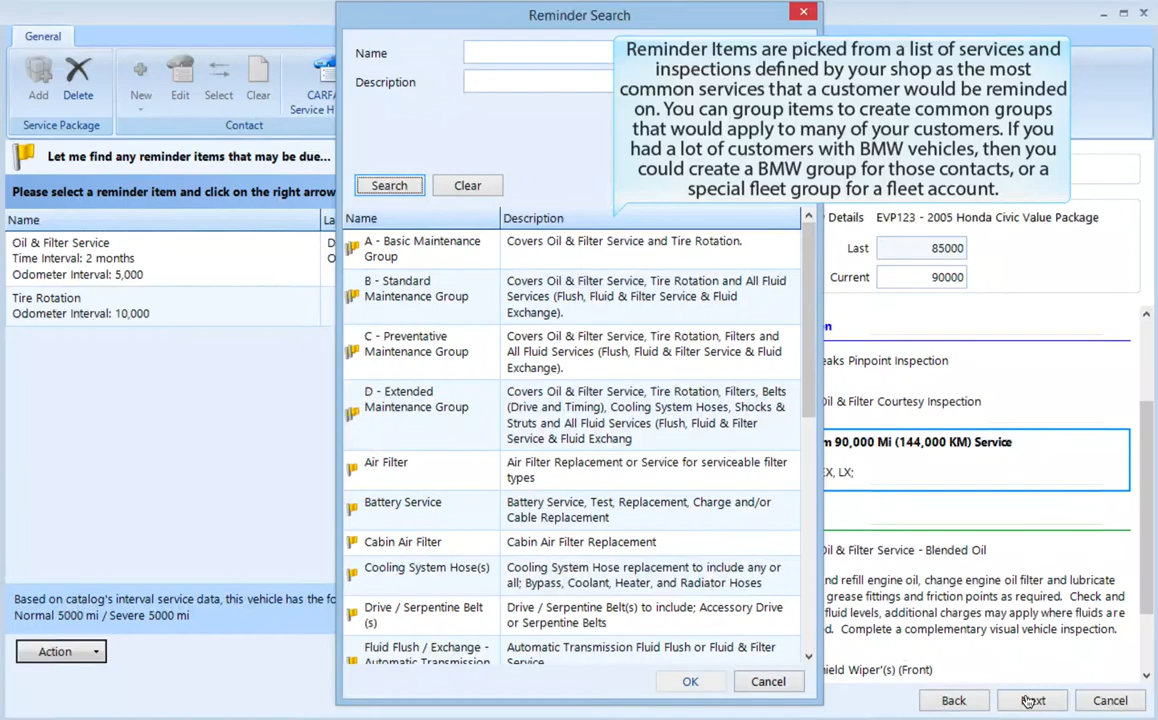 General
Add
Delete
New
Edit
Select
Clear
CARFA
Service H
Service Package
Contact
Let me find any reminder items that may be due...
Please select a reminder item and click on the right arrow
Name
La
Oil & Filter Service
Time Interval: 2 months
Odometer Interval: 5,000
D
O
Tire Rotation
Odometer Interval: 10,000
Based on catalog's interval service data, this vehicle has the fo
Normal 5000 mi / Severe 5000 mi
Action
Reminder Search
Name
Description
Search
Clear
Reminder Items are picked from a list of services and
inspections defined by your shop as the most
common services that a customer would be reminded
on. You can group items to create common groups
that would apply to many of your customers. If you
had a lot of customers with BMW vehicles, then you
could create a BMW group for those contacts, or a
special fleet group for a fleet account.
Name
Description
A - Basic Maintenance
Group
Covers Oil & Filter Service and Tire Rotation.
B - Standard
Maintenance Group
Covers Oil & Filter Service, Tire Rotation and All Fluid
Services (Flush, Fluid & Filter Service & Fluid
Exchange).
C - Preventative
Maintenance Group
Covers Oil & Filter Service, Tire Rotation, Filters and
All Fluid Services (Flush, Fluid & Filter Service & Fluid
Exchange).
D - Extended
Maintenance Group
Covers Oil & Filter Service, Tire Rotation, Filters, Belts
(Drive and Timing), Cooling System Hoses, Shocks &
Struts and All Fluid Services (Flush, Fluid & Filter
Service & Fluid Exchang
Air Filter
Air Filter Replacement or Service for serviceable filter
types
Battery Service
Battery Service, Test, Replacement, Charge and/or
Cable Replacement
Cabin Air Filter
Cabin Air Filter Replacement
Cooling System Hose(s)
Cooling System Hose replacement to include any or
all; Bypass, Coolant, Heater, and Radiator Hoses
Drive / Serpentine Belt
(s)
Drive / Serpentine Belt(s) to include; Accessory Drive
or Serpentine Belts
Fluid Flush / Exchange -
Automatic Transmission
Automatic Transmission Fluid Flush or Fluid & Filter
Service
OK
Cancel
Details
EVP123 - 2005 Honda Civic Value Package
Last
85000
Current
90000
n
eaks Pinpoint Inspection
Oil & Filter Courtesy Inspection
m 90,000 Mi (144,000 KM) Service
EX, LX;
Oil & Filter Service - Blended Oil
nd refill engine oil, change engine oil filter and lubricate
grease fittings and friction points as required. Check and
fluid levels, additional charges may apply where fluids are
d. Complete a complementary visual vehicle inspection.
hield Wiper'(s) (Front)
Back
Next
Cancel